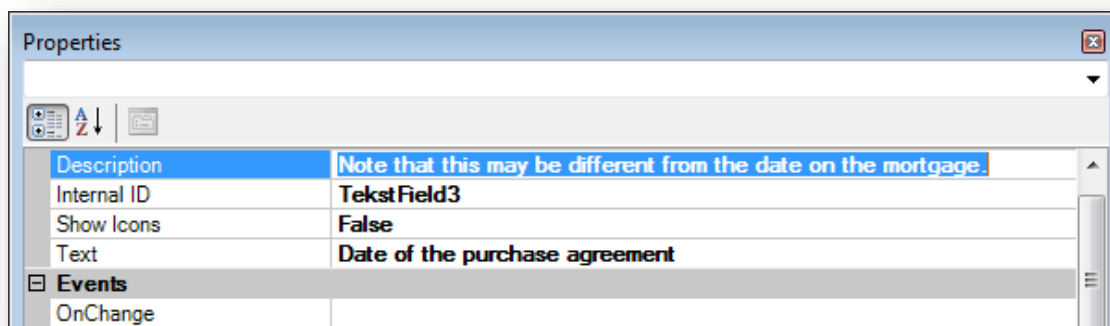 Properties
A Z
Description Note that this may be different from the date on the mortgage.
Internal ID TekstField3
Show Icons False
Text Date of the purchase agreement
Events
OnChange